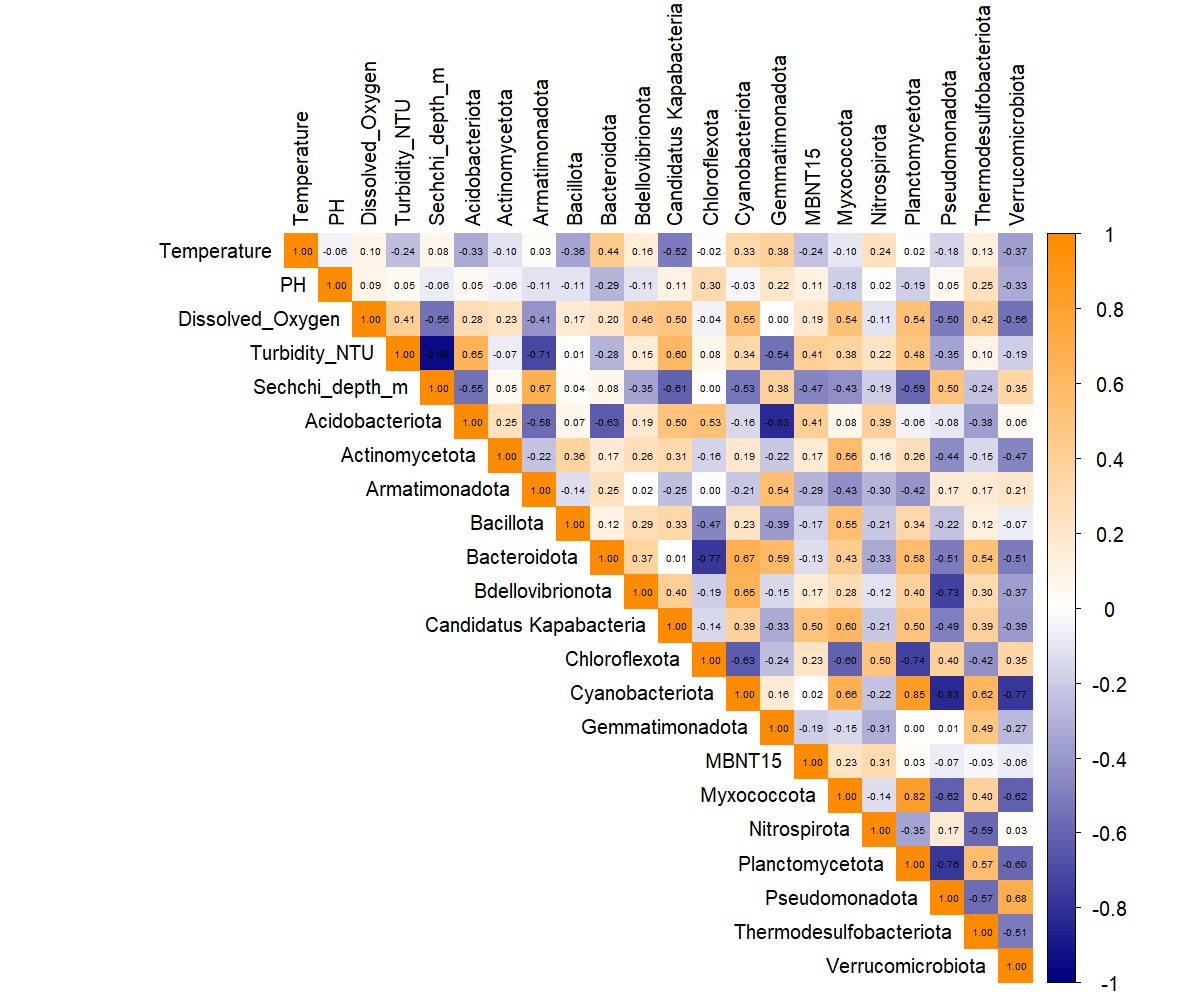 Temperature
PH
Dissolved_Oxygen
Turbidity_NTU
Sechchi_depth_m
Acidobacteriota
Actinomycetota
Armatimonadota
Bacillota
Bacteroidota
Bdellovibrionota
Candidatus Kapabacteria
Chloroflexota
Cyanobacteriota
Gemmatimonadota
MBNT15
Myxococcota
Nitrospirota
Planctomycetota
Pseudomonadota
Thermodesulfobacteriota
Verrucomicrobiota
Temperature 1.00 -0.06 0.10 -0.24 0.08 -0.33 -0.10 0.03 -0.36 0.44 0.16 -0.52 -0.02 0.33 0.38 -0.24 -0.10 0.24 0.02 -0.18 0.13 -0.37
PH 1.00 0.09 0.05 -0.06 0.05 -0.06 -0.11 -0.11 -0.29 -0.11 0.11 0.30 -0.03 0.22 0.11 -0.18 0.02 -0.19 0.05 0.25 -0.33
Dissolved_Oxygen 1.00 0.41 -0.56 0.28 0.23 -0.41 0.17 0.20 0.46 0.50 -0.04 0.55 0.00 0.19 0.54 -0.11 0.54 -0.50 0.42 -0.56
Turbidity_NTU 1.00 -0.96 0.65 -0.07 -0.71 0.01 -0.28 0.15 0.60 0.08 0.34 -0.54 0.41 0.38 0.22 0.48 -0.35 0.10 -0.19
Sechchi_depth_m 1.00 -0.55 0.05 0.67 0.04 0.08 -0.35 -0.61 0.00 -0.53 0.38 -0.47 -0.43 -0.19 -0.59 0.50 -0.24 0.35
Acidobacteriota 1.00 0.25 -0.58 0.07 -0.63 0.19 0.50 0.53 -0.16 -0.83 0.41 0.08 0.39 -0.06 -0.08 -0.38 0.06
Actinomycetota 1.00 -0.22 0.36 0.17 0.26 0.31 -0.16 0.19 -0.22 0.17 0.56 0.16 0.26 -0.44 -0.15 -0.47
Armatimonadota 1.00 -0.14 0.25 0.02 -0.25 0.00 -0.21 0.54 -0.29 -0.43 -0.30 -0.42 0.17 0.17 0.21
Bacillota 1.00 0.12 0.29 0.33 -0.47 0.23 -0.39 -0.17 0.55 -0.21 0.34 -0.22 0.12 -0.07
Bacteroidota 1.00 0.37 0.01 -0.77 0.67 0.59 -0.13 0.43 -0.33 0.58 -0.51 0.54 -0.51
Bdellovibrionota 1.00 0.40 -0.19 0.65 -0.15 0.17 0.28 -0.12 0.40 -0.73 0.30 -0.37
Candidatus Kapabacteria 1.00 -0.14 0.39 -0.33 0.50 0.60 -0.21 0.50 -0.49 0.39 -0.39
Chloroflexota 1.00 -0.63 -0.24 0.23 -0.60 0.50 -0.74 0.40 -0.42 0.35
Cyanobacteriota 1.00 0.16 0.02 0.66 -0.22 0.85 -0.83 0.62 -0.77
Gemmatimonadota 1.00 -0.19 -0.15 -0.31 0.00 0.01 0.49 -0.27
MBNT15 1.00 0.23 0.31 0.03 -0.07 -0.03 -0.06
Myxococcota 1.00 -0.14 0.82 -0.62 0.40 -0.62
Nitrospirota 1.00 -0.35 0.17 -0.59 0.03
Planctomycetota 1.00 -0.76 0.57 -0.60
Pseudomonadota 1.00 -0.57 0.68
Thermodesulfobacteriota 1.00 -0.51
Verrucomicrobiota 1.00
1
0.8
0.6
0.4
0.2
0
-0.2
-0.4
-0.6
-0.8
-1